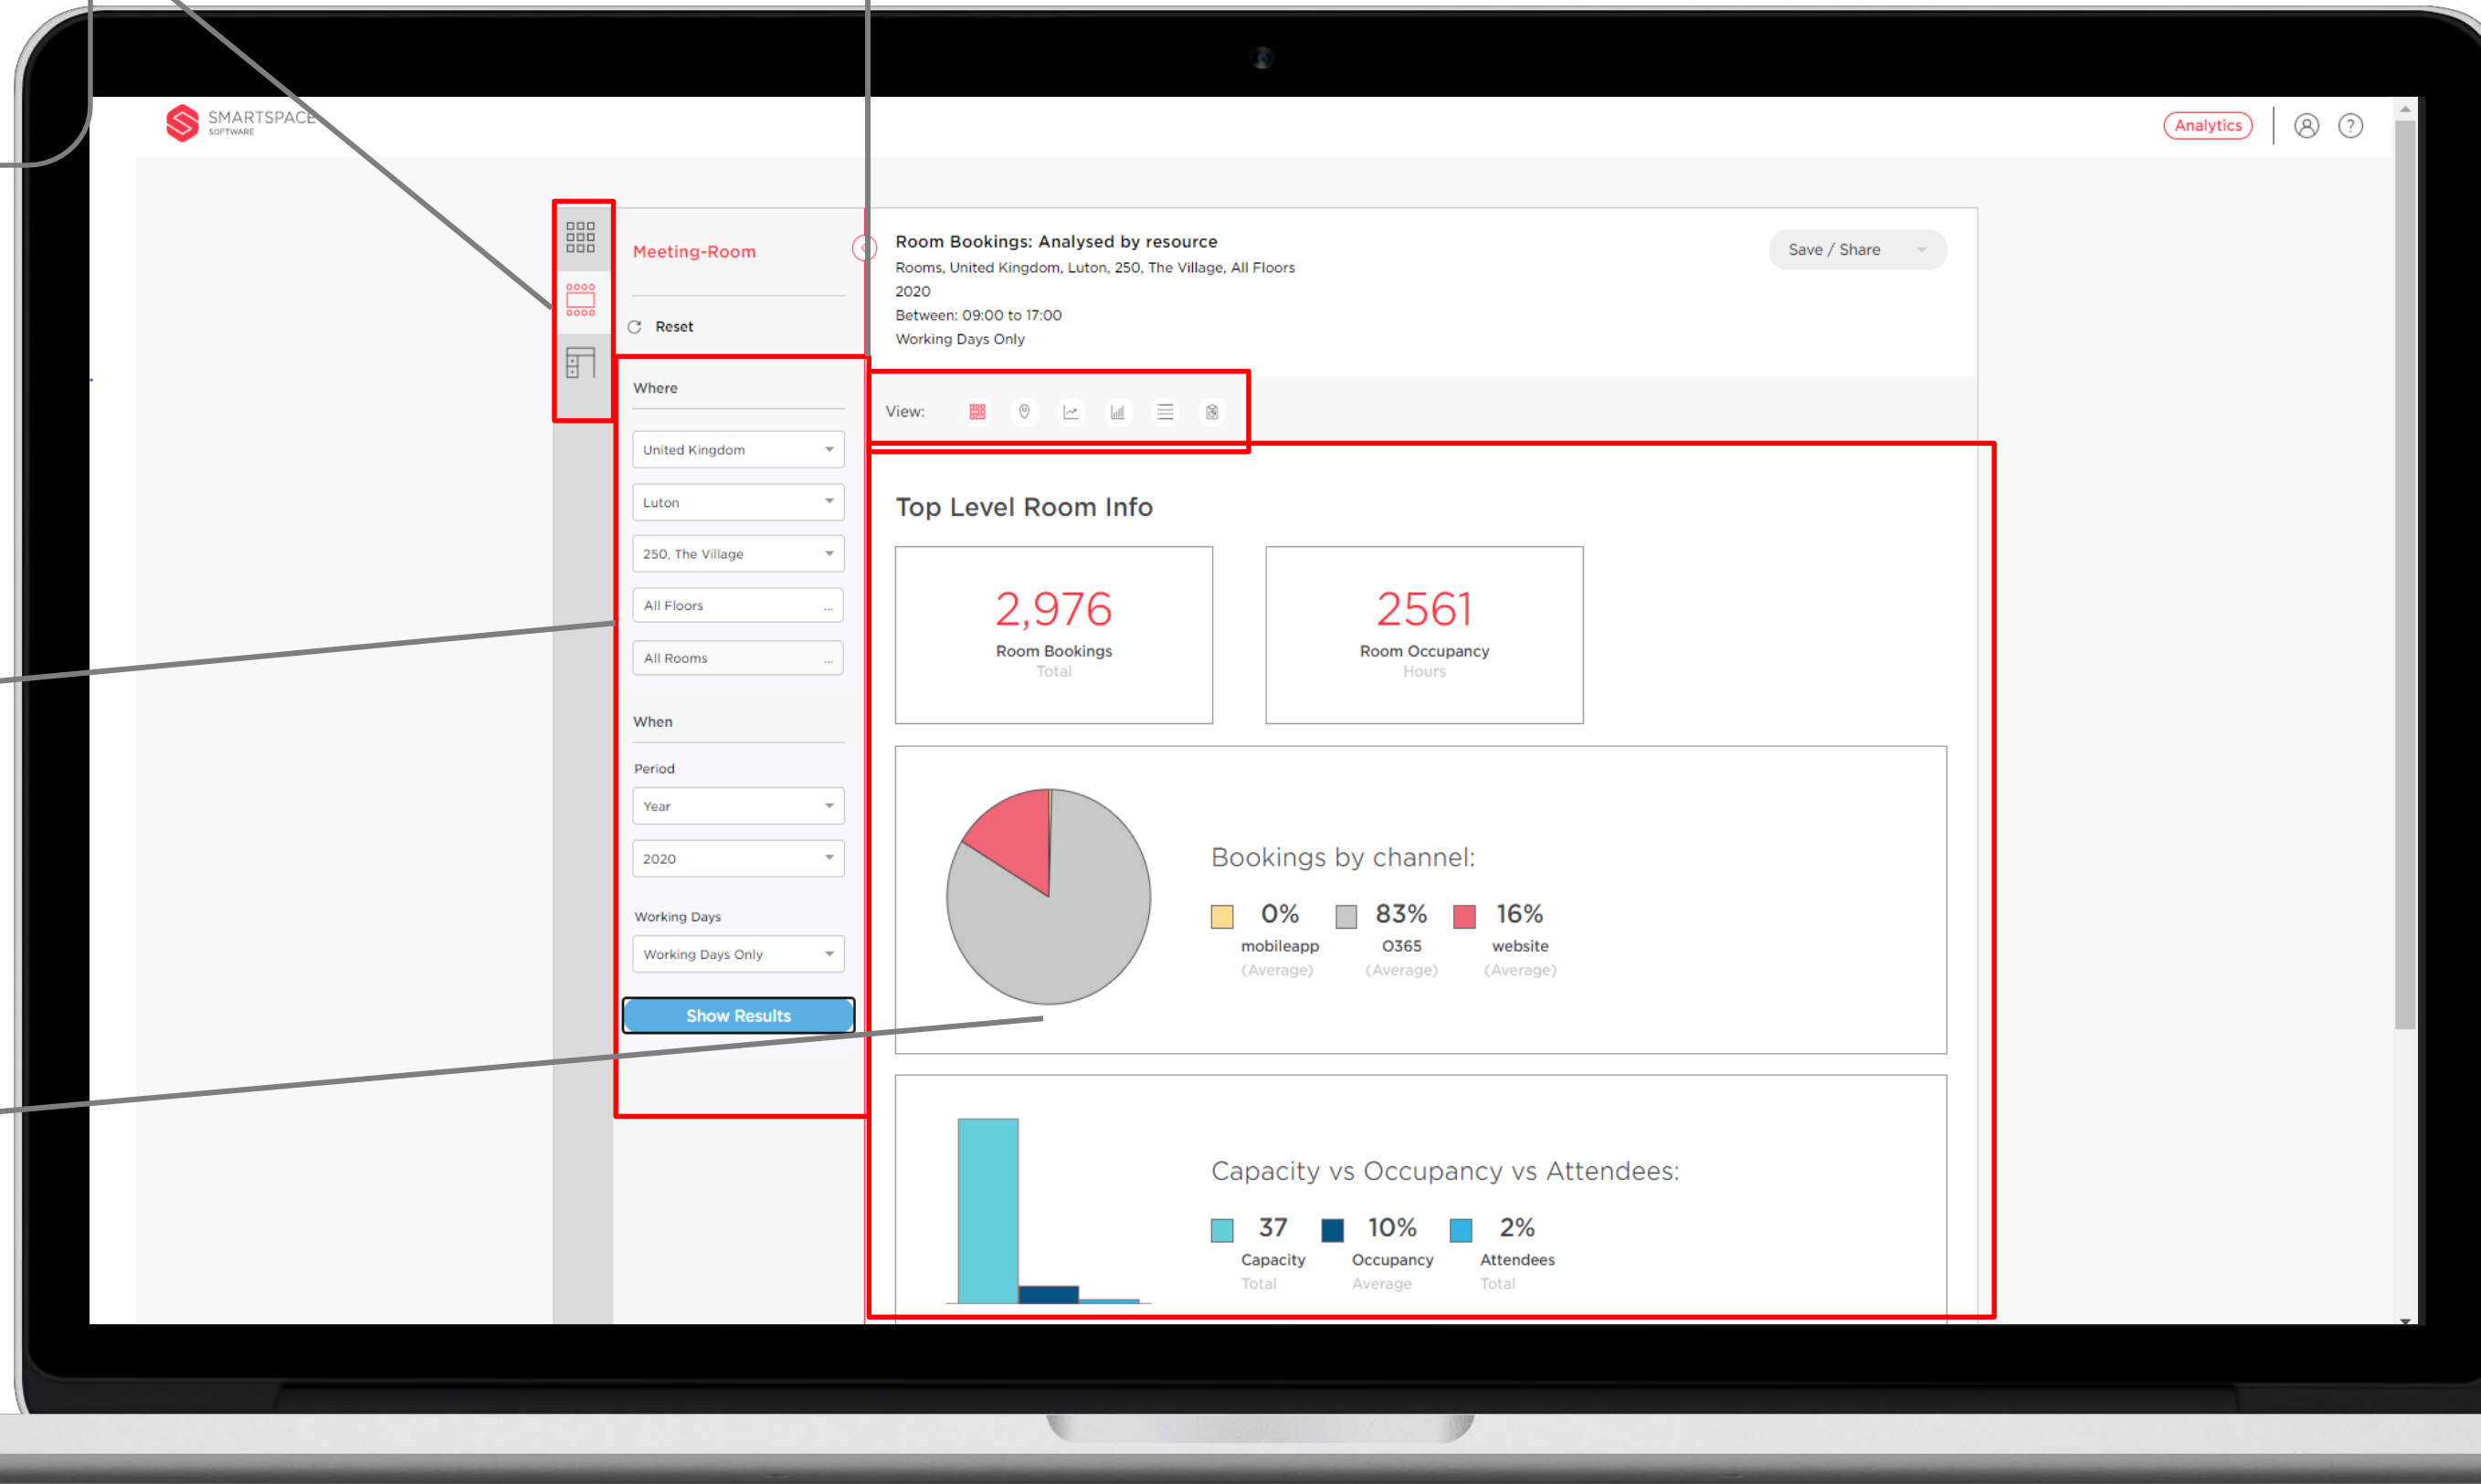 SMARTSPACE
SOFTWARE
Analytics
Meeting-Room
Reset
Where
United Kingdom
Luton
250, The Village
All Floors ...
All Rooms ...
When
Period
Year
2020
Working Days
Working Days Only
Show Results
Room Bookings: Analysed by resource
Rooms, United Kingdom, Luton, 250, The Village, All Floors
2020
Between: 09:00 to 17:00
Working Days Only
Save / Share
View:
Top Level Room Info
2,976
Room Bookings
Total
2561
Room Occupancy
Hours
Bookings by channel:
0% 83% 16%
mobileapp O365 website
(Average) (Average) (Average)
Capacity vs Occupancy vs Attendees:
37 10% 2%
Capacity Occupancy Attendees
Total Average Total